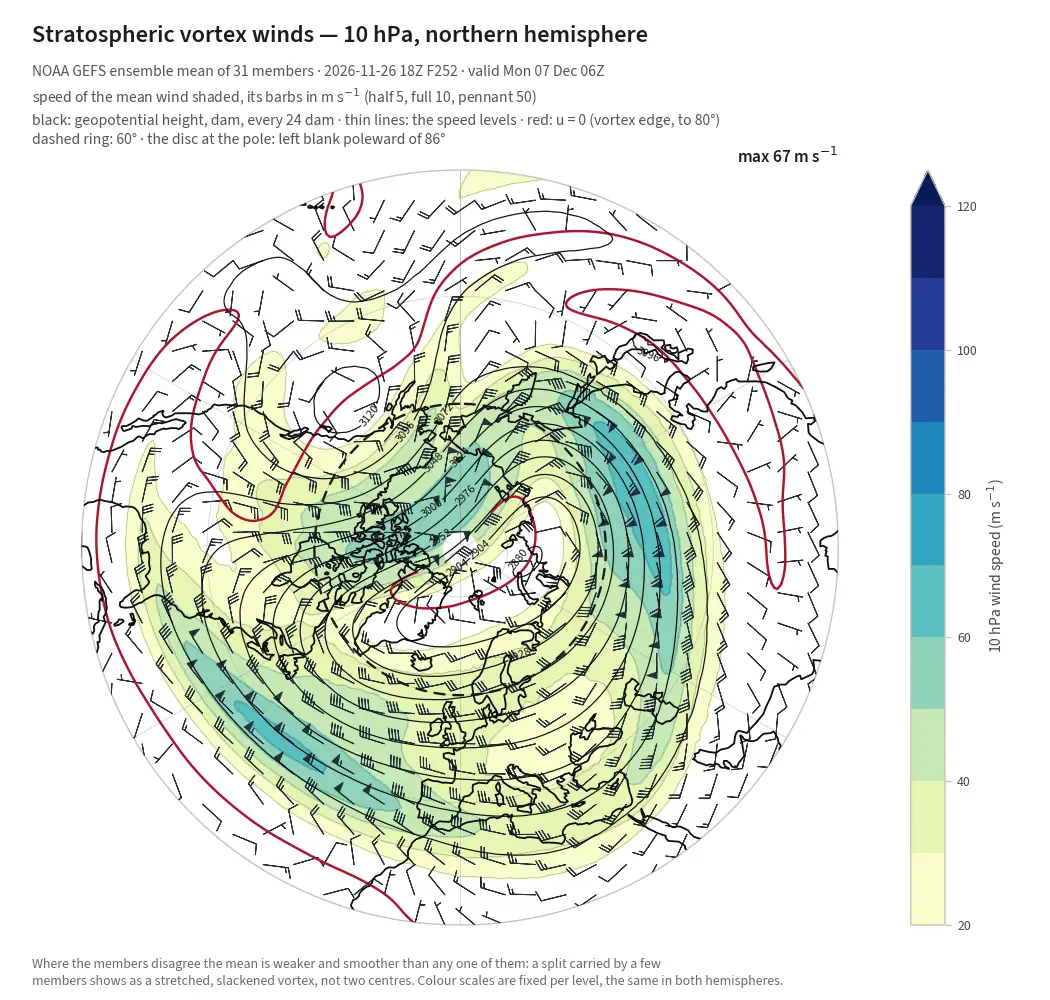 Stratospheric vortex winds — 10 hPa, northern hemisphere
NOAA GEFS ensemble mean of 31 members · 2026-11-26 18Z F252 · valid Mon 07 Dec 06Z
speed of the mean wind shaded, its barbs in m s⁻¹ (half 5, full 10, pennant 50)
black: geopotential height, dam, every 24 dam · thin lines: the speed levels · red: u = 0 (vortex edge, to 80°)
dashed ring: 60° · the disc at the pole: left blank poleward of 86°
max 67 m s⁻¹
120
100
80
60
40
20
10 hPa wind speed (m s⁻¹)
3096
3120
3096
3072
3048
2976
2904
2880
Where the members disagree the mean is weaker and smoother than any one of them: a split carried by a few
members shows as a stretched, slackened vortex, not two centres. Colour scales are fixed per level, the same in both hemispheres.